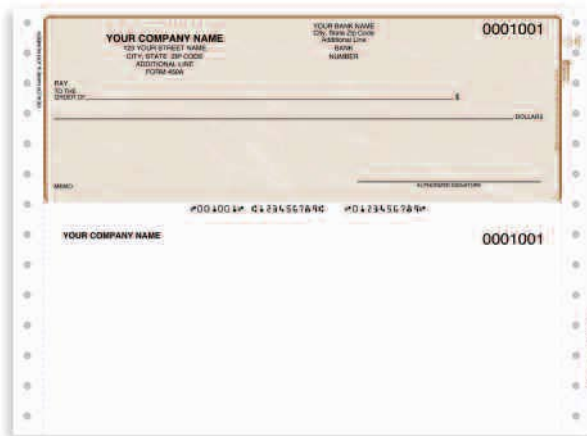 YOUR COMPANY NAME
123 YOUR STREET NAME
CITY, STATE ZIP CODE
ADDITIONAL LINE
FORM 450A
YOUR BANK NAME
City, State Zip Code
Additional Line
BANK
NUMBER
0001001
PAY
TO THE
ORDER OF
$
DOLLARS
MEMO
AUTHORIZED SIGNATURE
⑈001001⑈ ⑆123456789⑆ ⑈0123456789⑈
YOUR COMPANY NAME
0001001